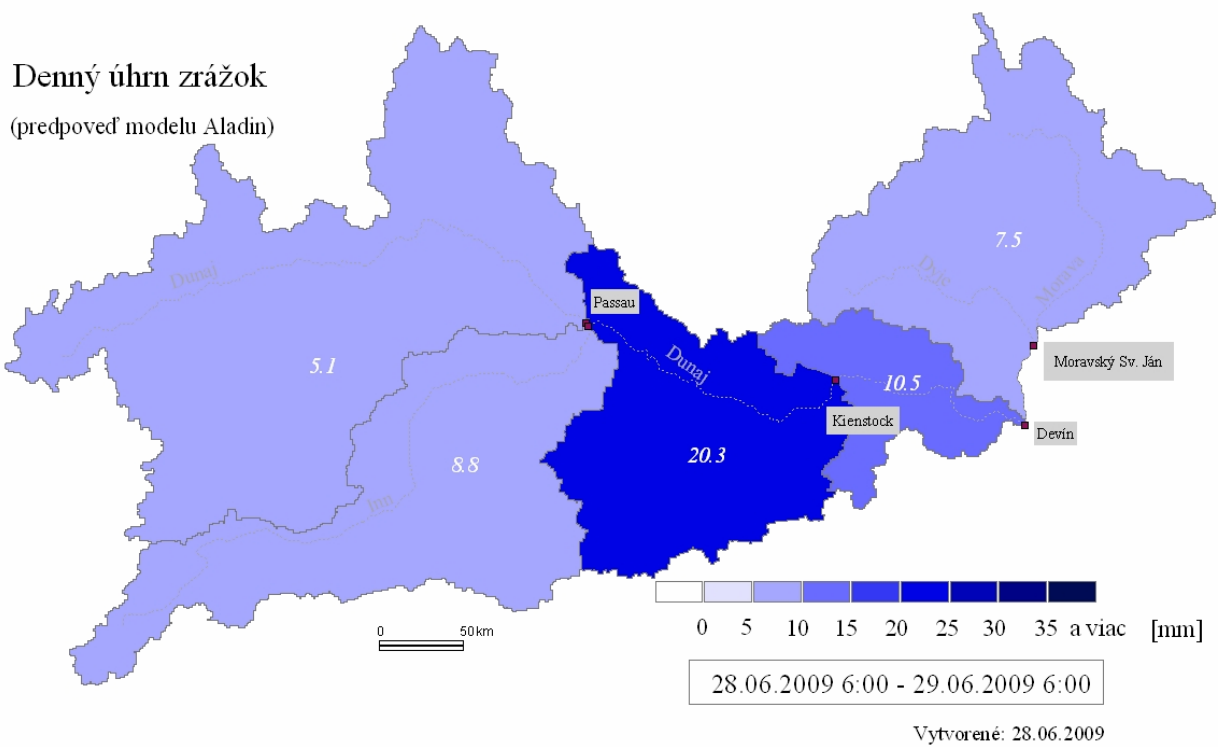 Denný úhrn zrážok
(predpoveď modelu Aladin)
Dunaj
Passau
7.5
Dyje
Morava
5.1
Dunaj
Moravský Sv. Ján
10.5
Kienstock
Devín
8.8
20.3
Inn
0 50 km
0 5 10 15 20 25 30 35 a viac [mm]
28.06.2009 6:00 - 29.06.2009 6:00
Vytvorené: 28.06.2009